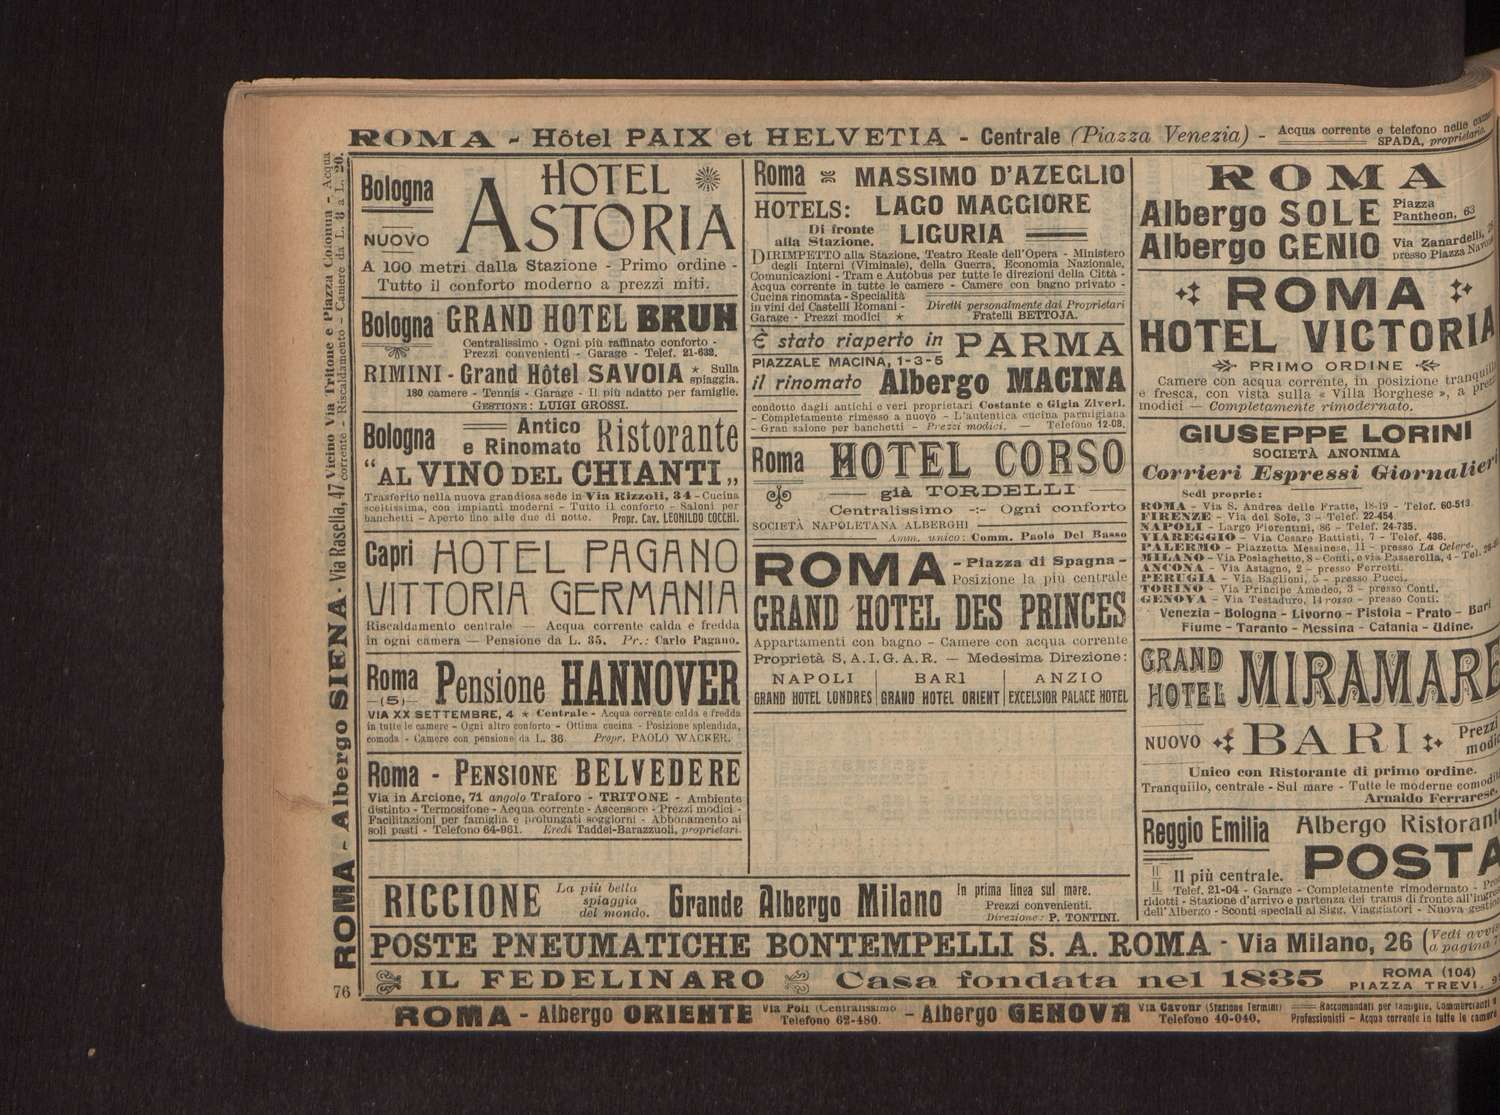 ROMA - Hôtel PAIX et HELVETIA - Centrale (Piazza Venezia) - Acqua corrente e telefono nelle
SPADA, proprietario.
ROMA - Albergo SIENA - Via Rasella, 47 Vicino Via Tritone e Piazza Colonna - Acqua
corrente - Riscaldamento - Camere da L. 8 a L. 20.
Bologna HOTEL
NUOVO ASTORIA
A 100 metri dalla Stazione - Primo ordine -
Tutto il conforto moderno a prezzi miti.
Bologna GRAND HOTEL BRUN
Centralissimo - Ogni più raffinato conforto -
Prezzi convenienti - Garage - Telef. 21-632.
RIMINI - Grand Hôtel SAVOIA * Sulla
spiaggia.
180 camere - Tennis - Garage - Il più adatto per famiglie.
GESTIONE: LUIGI GROSSI.
Bologna Antico
e Rinomato Ristorante
"AL VINO DEL CHIANTI„
Trasferito nella nuova grandiosa sede in Via Rizzoli, 34 - Cucina
sceltissima, con impianti moderni - Tutto il conforto - Saloni per
banchetti - Aperto fino alle due di notte. Propr. Cav. LEONILDO COCCHI.
Capri HOTEL PAGANO
VITTORIA GERMANIA
Riscaldamento centrale — Acqua corrente calda e fredda
in ogni camera — Pensione da L. 35. Pr.: Carlo Pagano.
Roma
—(5)— Pensione HANNOVER
VIA XX SETTEMBRE, 4 * Centrale - Acqua corrente calda e fredda
in tutte le camere - Ogni altro conforto - Ottima cucina - Posizione splendida,
comoda - Camere con pensione da L. 36 Propr. PAOLO WACKER.
Roma - PENSIONE BELVEDERE
Via in Arcione, 71 angolo Traforo - TRITONE - Ambiente
distinto - Termosifone - Acqua corrente - Ascensore - Prezzi modici -
Facilitazioni per famiglia e prolungati soggiorni - Abbonamento ai
soli pasti - Telefono 64-961. Eredi Taddei-Barazzuoli, proprietari.
Roma MASSIMO D'AZEGLIO
HOTELS: LAGO MAGGIORE
Di fronte
alla Stazione. LIGURIA
DIRIMPETTO alla Stazione, Teatro Reale dell'Opera - Ministero
degli Interni (Viminale), della Guerra, Economia Nazionale,
Comunicazioni - Tram e Autobus per tutte le direzioni della Città -
Acqua corrente in tutte le camere - Camere con bagno privato -
Cucina rinomata - Specialità
in vini dei Castelli Romani - Diretti personalmente dai Proprietari
Garage - Prezzi modici * Fratelli BETTOJA.
È stato riaperto in PARMA
PIAZZALE MACINA, 1-3-5
il rinomato Albergo MACINA
condotto dagli antichi e veri proprietari Costante e Gigia Ziveri.
- Completamente rimesso a nuovo - L'autentica cucina parmigiana
- Gran salone per banchetti - Prezzi modici. — Telefono 12-08.
Roma HOTEL CORSO
già TORDELLI
Centralissimo -:- Ogni conforto
SOCIETÀ NAPOLETANA ALBERGHI
Amm. unico: Comm. Paolo Del Basso
ROMA - Piazza di Spagna -
Posizione la più centrale
GRAND HOTEL DES PRINCES
Appartamenti con bagno - Camere con acqua corrente
Proprietà S.A.I.G.A.R. — Medesima Direzione:
NAPOLI BARI ANZIO
GRAND HOTEL LONDRES GRAND HOTEL ORIENT EXCELSIOR PALACE HOTEL
ROMA
Albergo SOLE Piazza
Pantheon, 63
Albergo GENIO Via Zanardelli,
presso Piazza
ROMA
HOTEL VICTORIA
PRIMO ORDINE
Camere con acqua corrente, in posizione tranquilla
e fresca, con vista sulla « Villa Borghese », a prezzi
modici — Completamente rimodernato.
GIUSEPPE LORINI
SOCIETÀ ANONIMA
Corrieri Espressi Giornalieri
Sedi proprie:
ROMA - Via S. Andrea delle Fratte, 18-19 - Telef. 60-513
FIRENZE - Via del Sole, 3 - Telef. 22-454
NAPOLI - Largo Fiorentini, 86 - Telef. 24-735.
VIAREGGIO - Via Cesare Battisti, 7 - Telef. 436.
PALERMO - Piazzetta Messinese, 11 - presso La Celere.
MILANO - Via Poslaghetto, 8 - Conti, o via Passerella, 4 - Tel.
ANCONA - Via Astagno, 2 - presso Ferretti.
PERUGIA - Via Baglioni, 5 - presso Pucci.
TORINO - Via Principe Amedeo, 3 - presso Conti.
GENOVA - Via Testaduro, 14 rosso - presso Conti.
Venezia - Bologna - Livorno - Pistoia - Prato - Bari
Fiume - Taranto - Messina - Catania - Udine.
GRAND
HOTEL MIRAMARE
NUOVO BARI Prezzi
modici
Unico con Ristorante di primo ordine.
Tranquillo, centrale - Sul mare - Tutte le moderne comodità
Arnaldo Ferrarese.
Reggio Emilia Albergo Ristorante
POSTA
Il più centrale.
Telef. 21-04 - Garage - Completamente rimodernato -
ridotti - Stazione d'arrivo e partenza dei trams di fronte
dell'Albergo - Sconti speciali ai Sigg. Viaggiatori - Nuova gestione
RICCIONE La più bella
spiaggia
del mondo. Grande Albergo Milano In prima linea sul mare.
Prezzi convenienti.
Direzione: P. TONTINI.
POSTE PNEUMATICHE BONTEMPELLI S. A. ROMA - Via Milano, 26 (Vedi avviso
a pagina
IL FEDELINARO Casa fondata nel 1835 ROMA (104)
PIAZZA TREVI,
76
ROMA - Albergo ORIENTE Via Poli (Centralissimo
Telefono 62-480. - Albergo GENOVA Via Cavour (Stazione Termini)
Telefono 40-040. Raccomandati per famiglie, Commercianti
Professionisti - Acqua corrente in tutte le camere